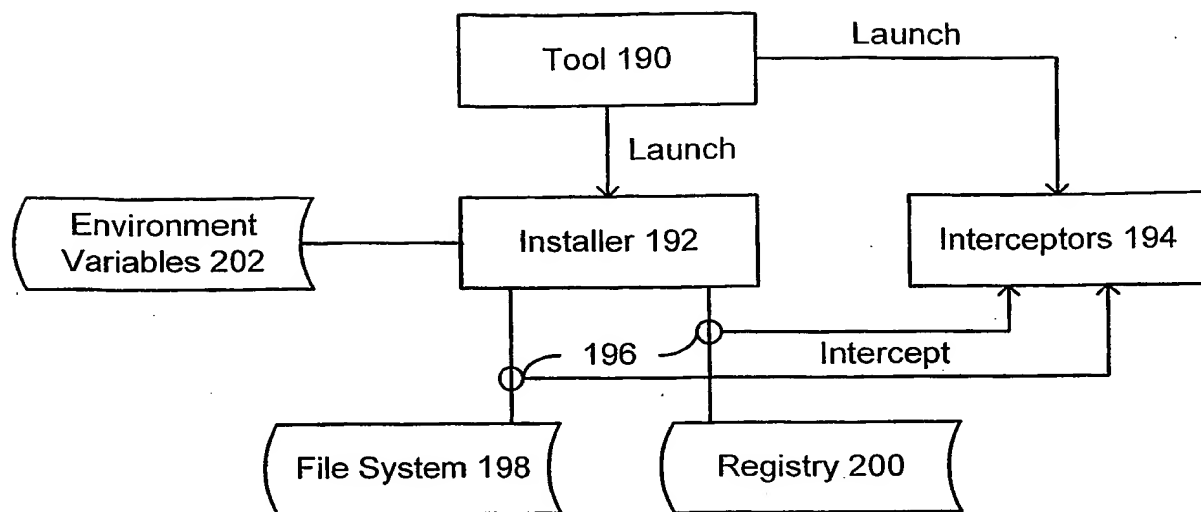 Launch
Tool 190
Launch
Environment
Variables 202
Installer 192
Interceptors 194
196
Intercept
File System 198
Registry 200